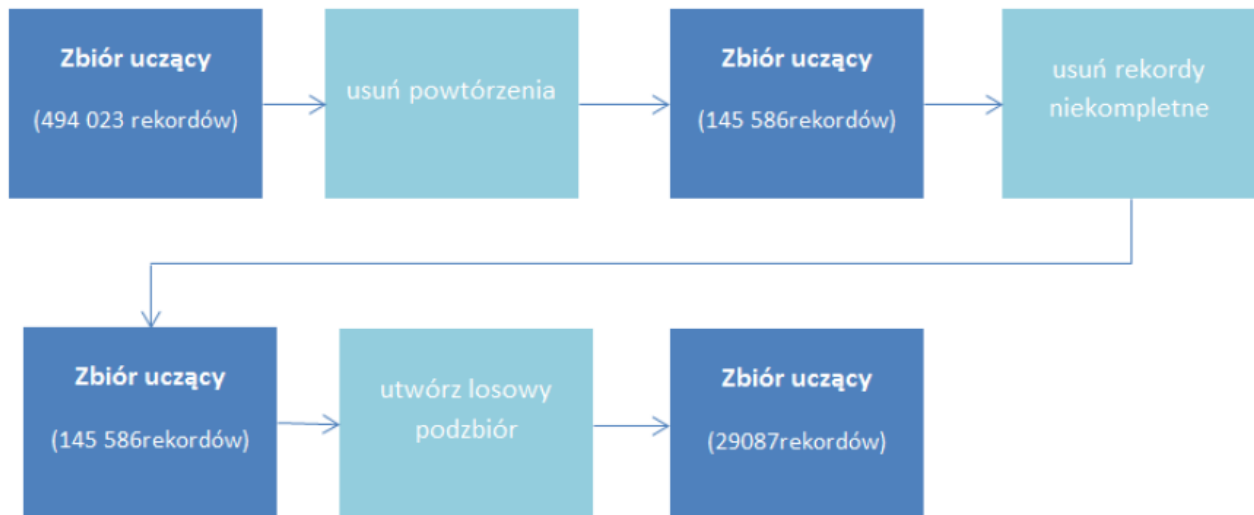 Zbiór uczący
(494 023 rekordów)
usuń powtórzenia
Zbiór uczący
(145 586rekordów)
usuń rekordy
niekompletne
Zbiór uczący
(145 586rekordów)
utwórz losowy
podzbiór
Zbiór uczący
(29087rekordów)